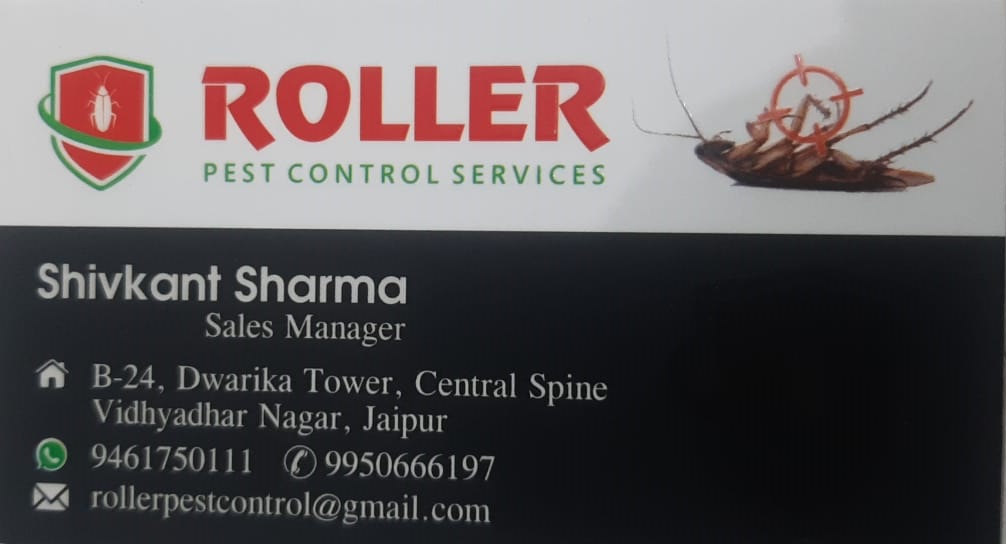 ROLLER
PEST CONTROL SERVICES
Shivkant Sharma
Sales Manager
B-24, Dwarika Tower, Central Spine
Vidhyadhar Nagar, Jaipur
9461750111 9950666197
rollerpestcontrol@gmail.com